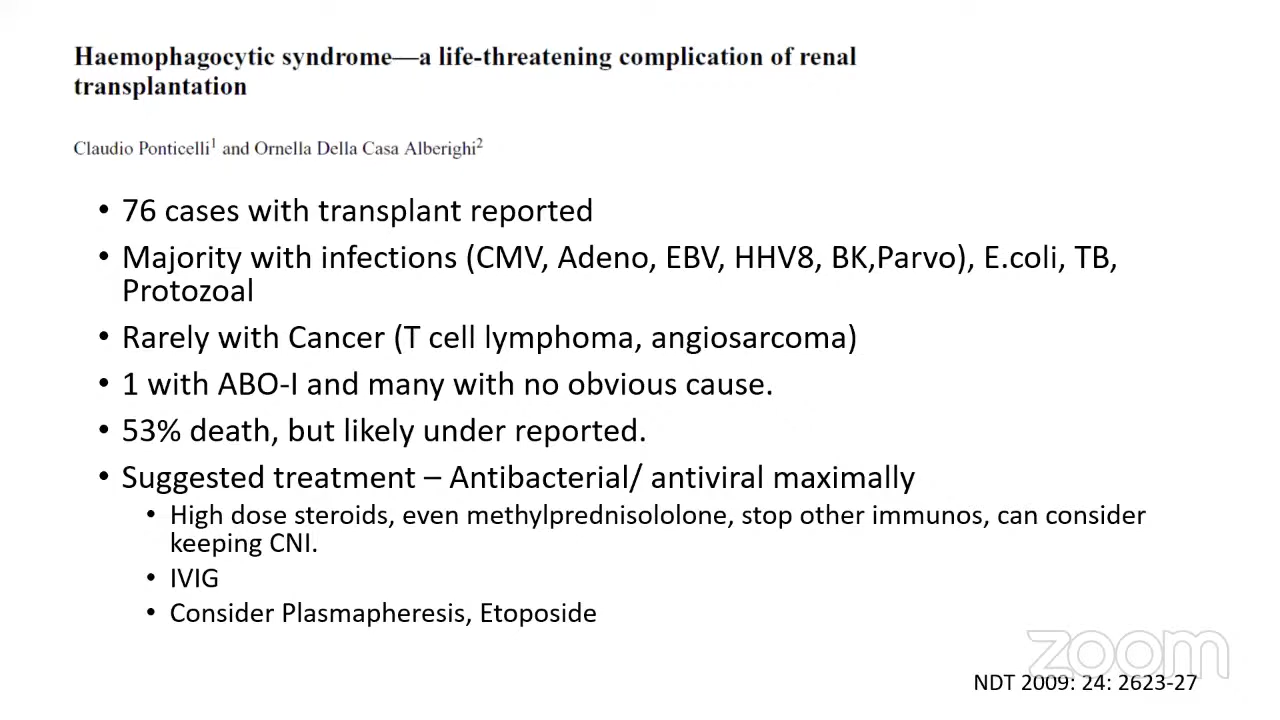 Haemophagocytic syndrome—a life-threatening complication of renal
transplantation
Claudio Ponticelli1 and Ornella Della Casa Alberighi2
• 76 cases with transplant reported
• Majority with infections (CMV, Adeno, EBV, HHV8, BK,Parvo), E.coli, TB,
Protozoal
• Rarely with Cancer (T cell lymphoma, angiosarcoma)
• 1 with ABO-I and many with no obvious cause.
• 53% death, but likely under reported.
• Suggested treatment – Antibacterial/ antiviral maximally
• High dose steroids, even methylprednisololone, stop other immunos, can consider
keeping CNI.
• IVIG
• Consider Plasmapheresis, Etoposide
zoom
NDT 2009: 24: 2623-27